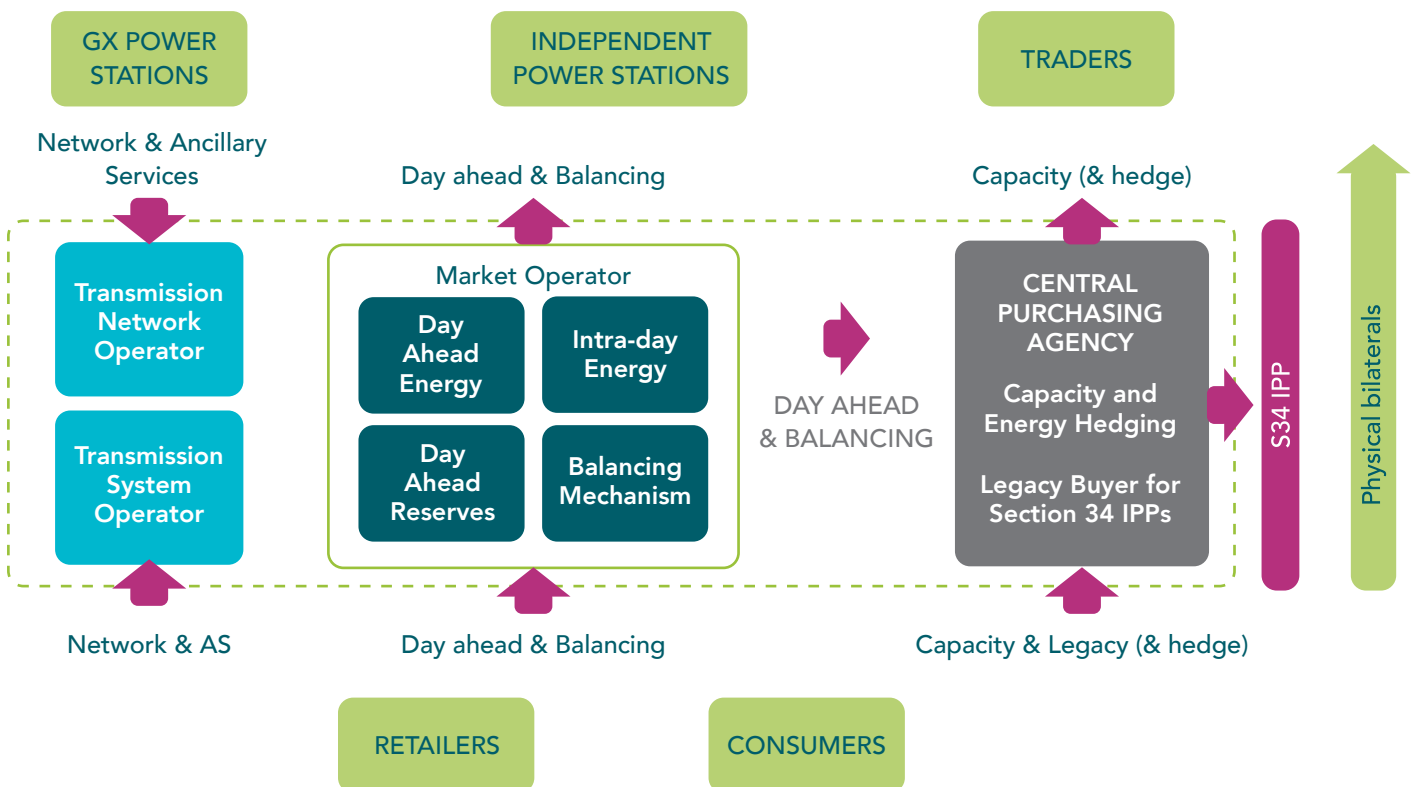 GX POWER
STATIONS
INDEPENDENT
POWER STATIONS
TRADERS
Network & Ancillary
Services
Day ahead & Balancing
Capacity (& hedge)
Transmission
Network
Operator
Transmission
System
Operator
Market Operator
Day
Ahead
Energy
Intra-day
Energy
Day
Ahead
Reserves
Balancing
Mechanism
DAY AHEAD
& BALANCING
CENTRAL
PURCHASING
AGENCY
Capacity and
Energy Hedging
Legacy Buyer for
Section 34 IPPs
S34 IPP
Physical bilaterals
Network & AS
Day ahead & Balancing
Capacity & Legacy (& hedge)
RETAILERS
CONSUMERS